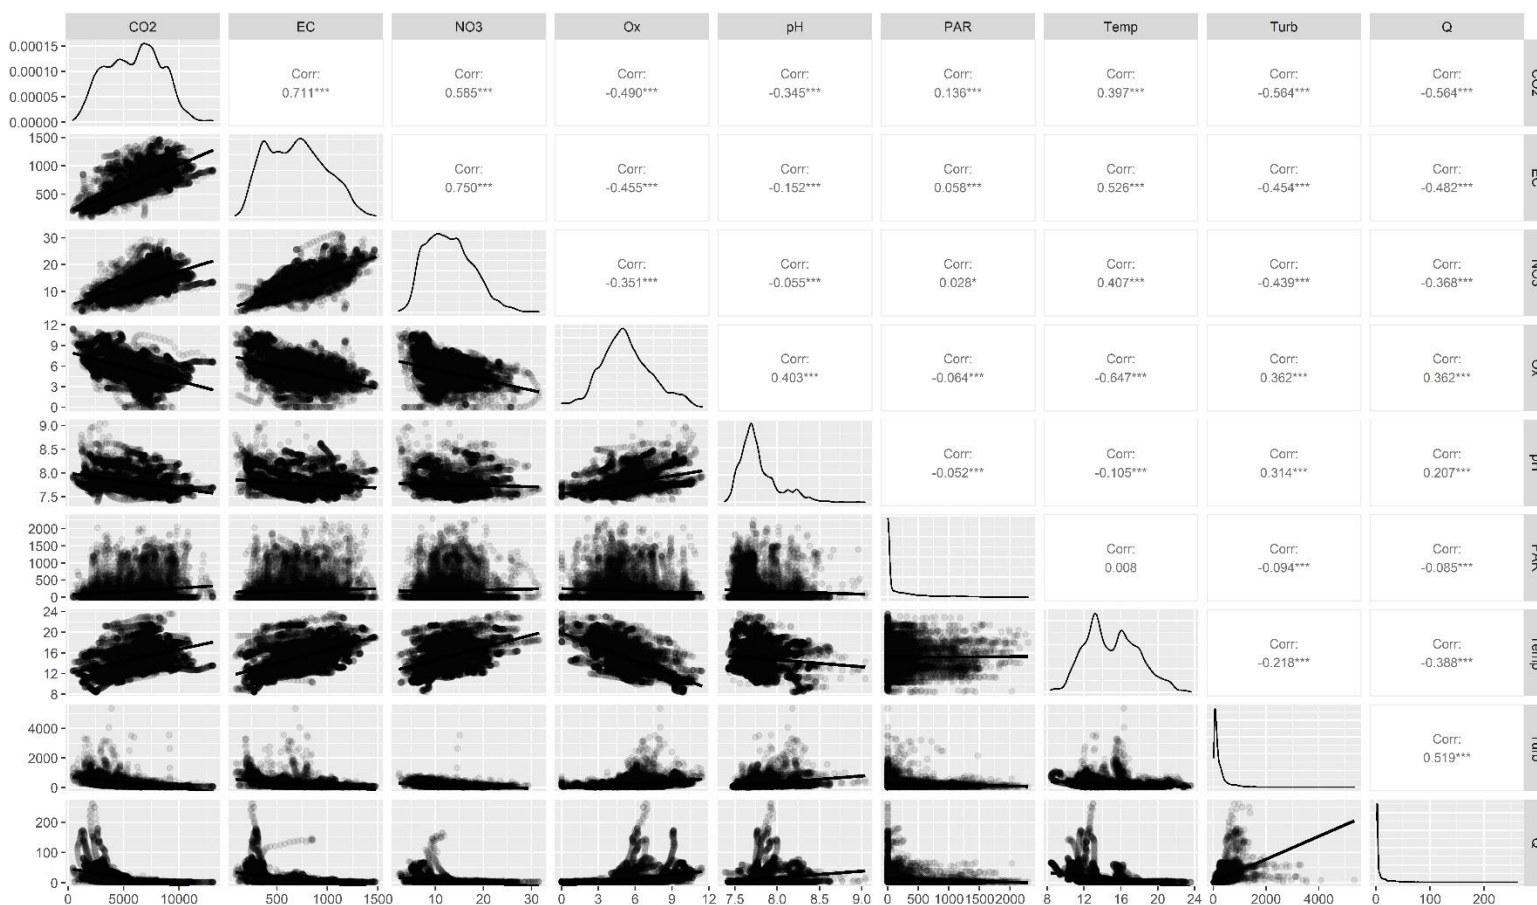 CO2 EC NO3 Ox pH PAR Temp Turb Q
0.00015
0.00010
0.00005
0.00000
Corr:
0.711***
Corr:
0.585***
Corr:
-0.490***
Corr:
-0.345***
Corr:
0.136***
Corr:
0.397***
Corr:
-0.564***
Corr:
-0.564***
CO2
1500
1000
500
Corr:
0.750***
Corr:
-0.455***
Corr:
-0.152***
Corr:
0.058***
Corr:
0.526***
Corr:
-0.454***
Corr:
-0.482***
EC
30
20
10
Corr:
-0.351***
Corr:
-0.055***
Corr:
0.028*
Corr:
0.407***
Corr:
-0.439***
Corr:
-0.368***
NO3
12
9
6
3
0
Corr:
0.403***
Corr:
-0.064***
Corr:
-0.647***
Corr:
0.362***
Corr:
0.362***
Ox
9.0
8.5
8.0
7.5
Corr:
-0.052***
Corr:
-0.105***
Corr:
0.314***
Corr:
0.207***
pH
2000
1500
1000
500
0
Corr:
0.008
Corr:
-0.094***
Corr:
-0.085***
PAR
24
20
16
12
8
Corr:
-0.218***
Corr:
-0.388***
Temp
4000
2000
0
Corr:
0.519***
Turb
200
100
0
Q
0 5000 10000 500 1000 1500 10 20 30 0 3 6 9 12 7.5 8.0 8.5 9.0 0 500 1000 1500 2000 8 12 16 20 24 0 2000 4000 0 100 200